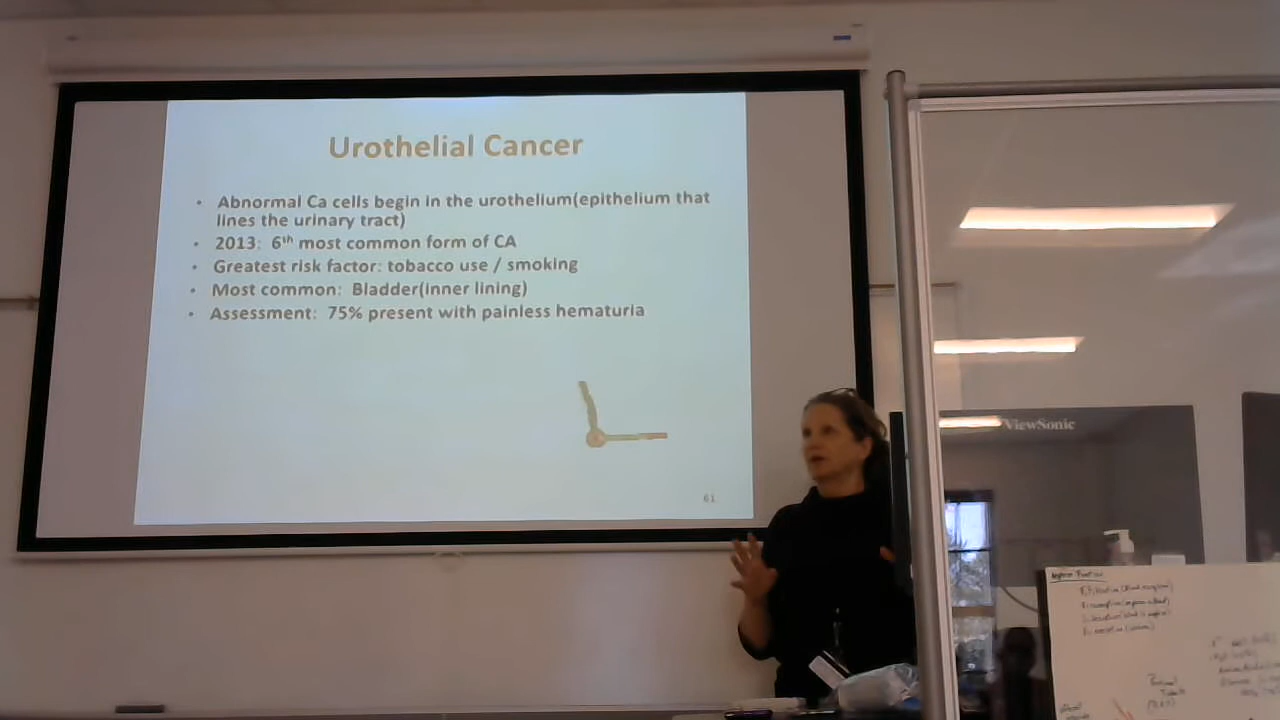 Urothelial Cancer
• Abnormal Ca cells begin in the urothelium(epithelium that
lines the urinary tract)
• 2013: 6th most common form of CA
• Greatest risk factor: tobacco use / smoking
• Most common: Bladder(inner lining)
• Assessment: 75% present with painless hematuria
61
ViewSonic